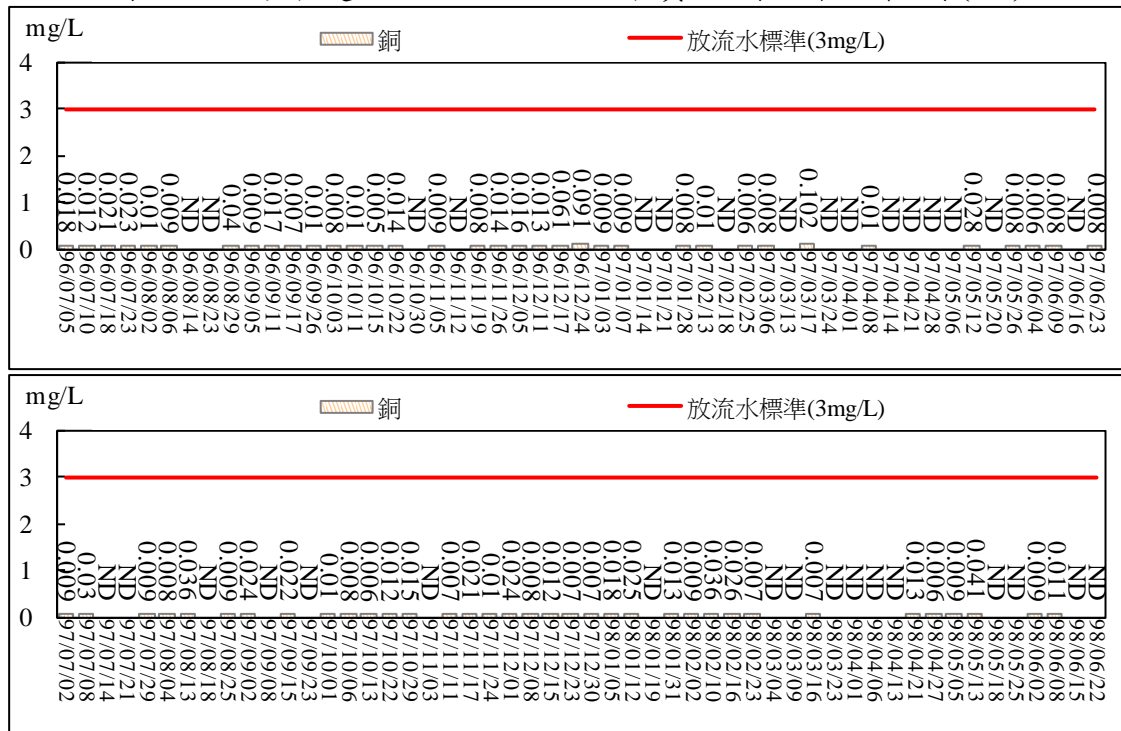 mg/L
銅 放流水標準(3mg/L)
4
3
2
1
0
0.018 0.012 0.021 0.023 0.01 0.009 ND ND 0.04 0.009 0.017 0.007 0.01 0.008 0.01 0.005 0.014 ND 0.009 ND 0.008 0.014 0.016 0.013 0.061 0.091 0.009 0.009 ND ND 0.008 0.01 ND 0.006 0.008 ND 0.102 ND ND 0.01 ND ND ND ND 0.028 ND 0.008 0.006 0.008 ND 0.008
96/07/05 96/07/10 96/07/18 96/07/23 96/08/02 96/08/06 96/08/14 96/08/23 96/08/29 96/09/05 96/09/11 96/09/17 96/09/26 96/10/03 96/10/11 96/10/15 96/10/22 96/10/30 96/11/05 96/11/12 96/11/19 96/11/26 96/12/05 96/12/11 96/12/17 96/12/24 97/01/03 97/01/07 97/01/14 97/01/21 97/01/28 97/02/13 97/02/18 97/02/25 97/03/06 97/03/13 97/03/17 97/03/24 97/04/01 97/04/08 97/04/14 97/04/21 97/04/28 97/05/06 97/05/12 97/05/20 97/05/26 97/06/04 97/06/09 97/06/16 97/06/23
mg/L
銅 放流水標準(3mg/L)
4
3
2
1
0
0.009 0.03 ND ND 0.009 0.008 0.036 ND 0.009 0.024 ND 0.022 ND 0.01 0.008 0.006 0.012 0.015 ND 0.007 0.021 0.01 0.024 0.008 0.012 0.007 0.007 0.018 0.025 ND 0.013 0.009 0.036 0.026 0.007 ND ND 0.007 ND ND ND ND 0.013 0.006 0.009 0.041 ND ND 0.009 0.011 ND ND
97/07/02 97/07/08 97/07/14 97/07/21 97/07/29 97/08/04 97/08/13 97/08/18 97/08/25 97/09/02 97/09/08 97/09/15 97/09/23 97/10/01 97/10/06 97/10/13 97/10/22 97/10/29 97/11/03 97/11/11 97/11/17 97/11/24 97/12/01 97/12/08 97/12/15 97/12/23 97/12/30 98/01/05 98/01/12 98/01/19 98/01/31 98/02/02 98/02/10 98/02/16 98/02/23 98/03/04 98/03/09 98/03/16 98/03/23 98/04/01 98/04/06 98/04/13 98/04/21 98/04/27 98/05/05 98/05/13 98/05/18 98/05/25 98/06/02 98/06/08 98/06/15 98/06/22